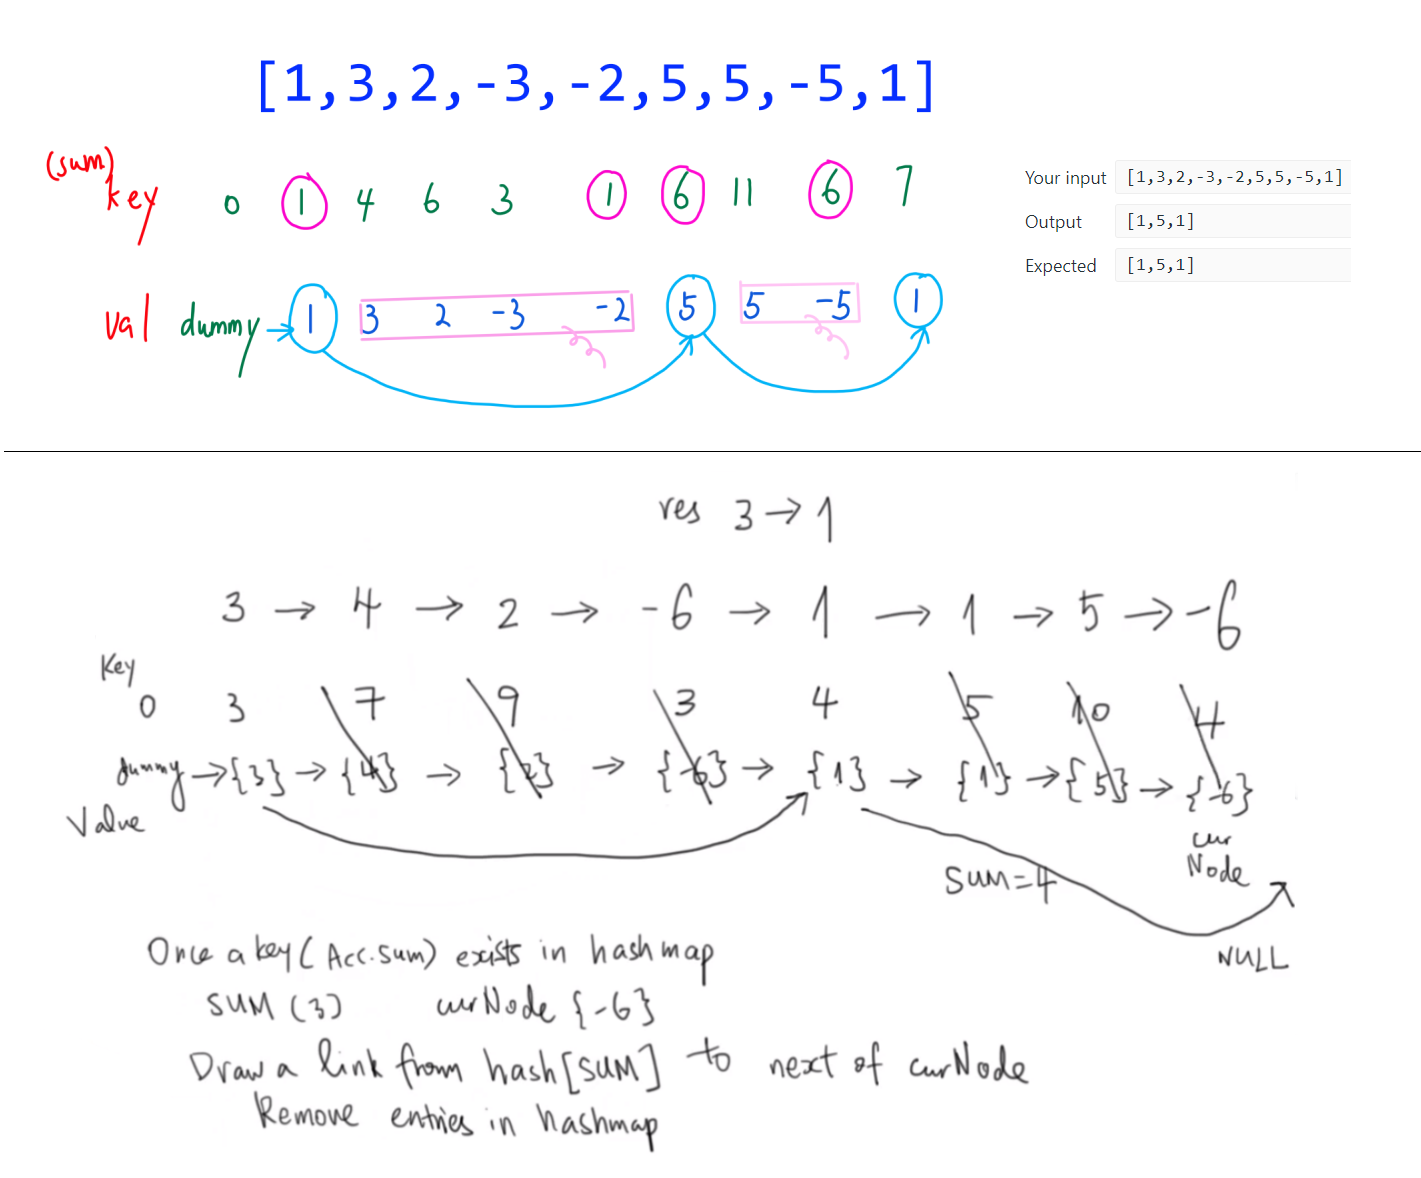 [1,3,2,-3,-2,5,5,-5,1]
(sum)
key 0 1 4 6 3 1 6 11 6 7
Your input [1,3,2,-3,-2,5,5,-5,1]
Output [1,5,1]
Expected [1,5,1]
val dummy → 1 3 2 -3 -2 5 5 -5 1
res 3 → 1
3 → 4 → 2 → -6 → 1 → 1 → 5 → -6
Key
0 3 7 9 3 4 5 10 4
dummy → {3} → {4} → {2} → {-6} → {1} → {1} → {5} → {-6}
Value
cur
Node
SUM=4
NULL
Once a key (Acc.sum) exists in hashmap
SUM (3) curNode {-6}
Draw a link from hash[SUM] to next of curNode
Remove entries in hashmap